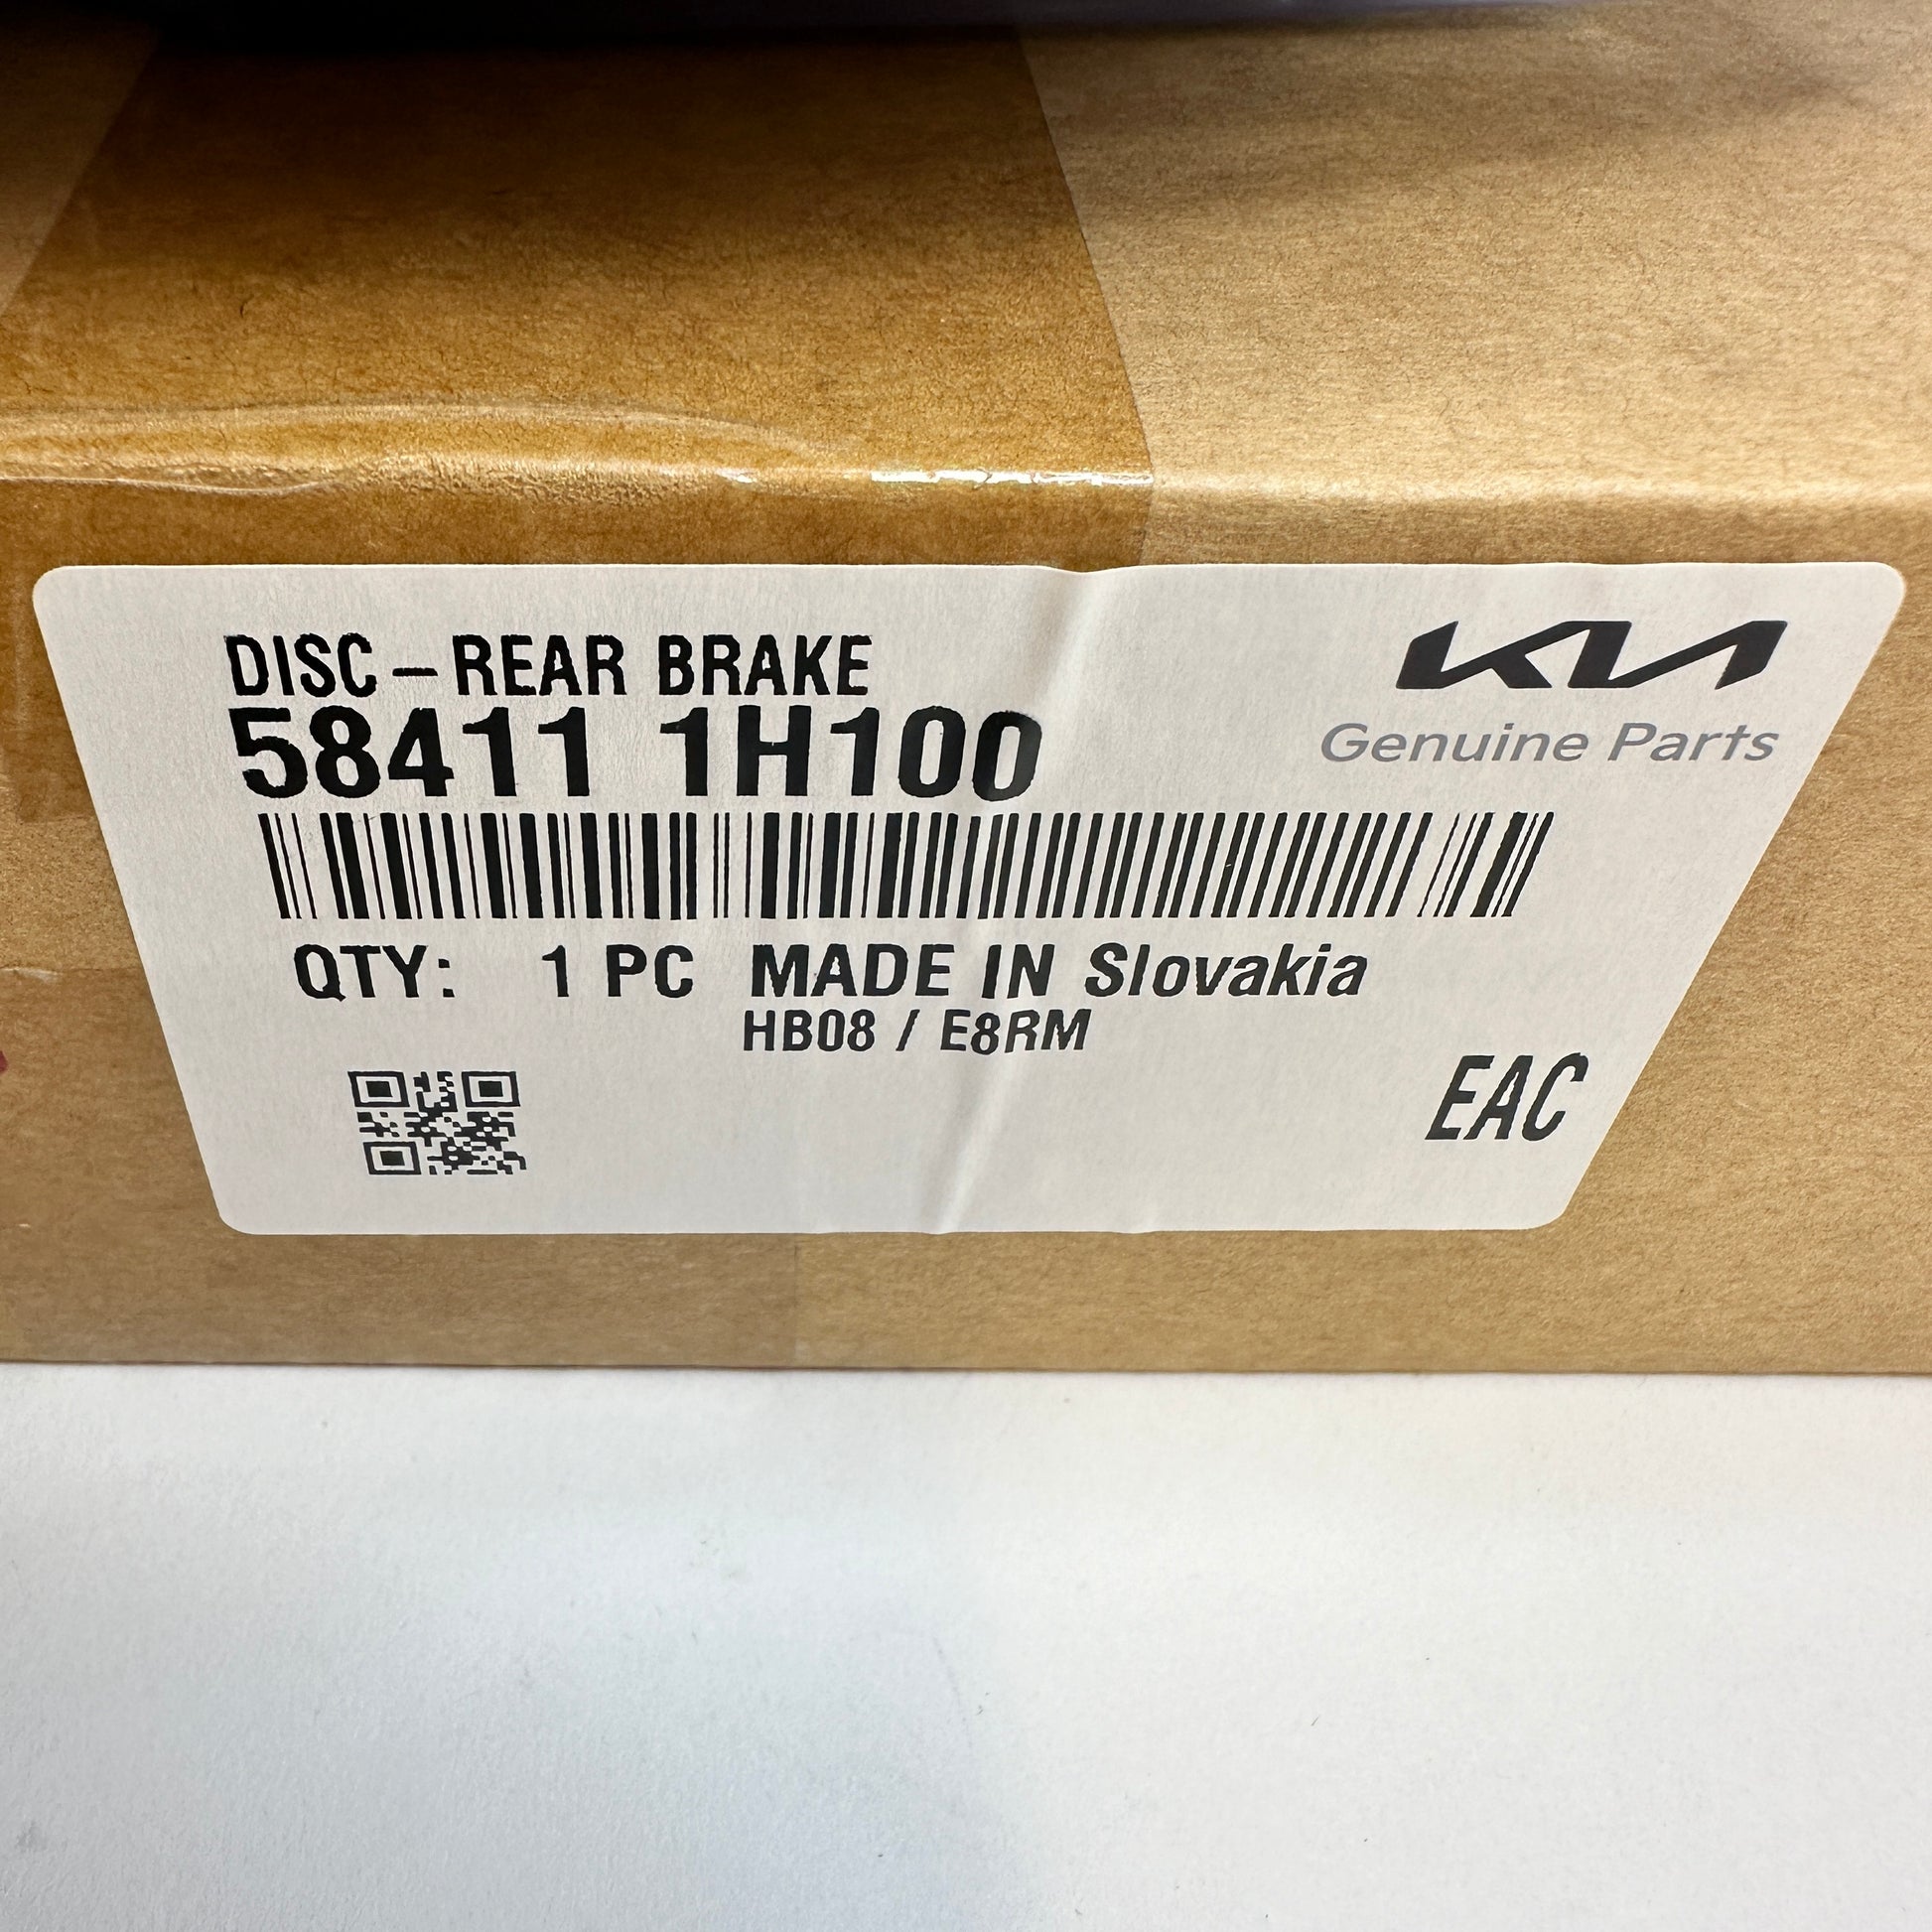 DISC-REAR BRAKE
58411 1H100
KIA
Genuine Parts
QTY: 1 PC MADE IN Slovakia
HB08 / E8RM
EAC